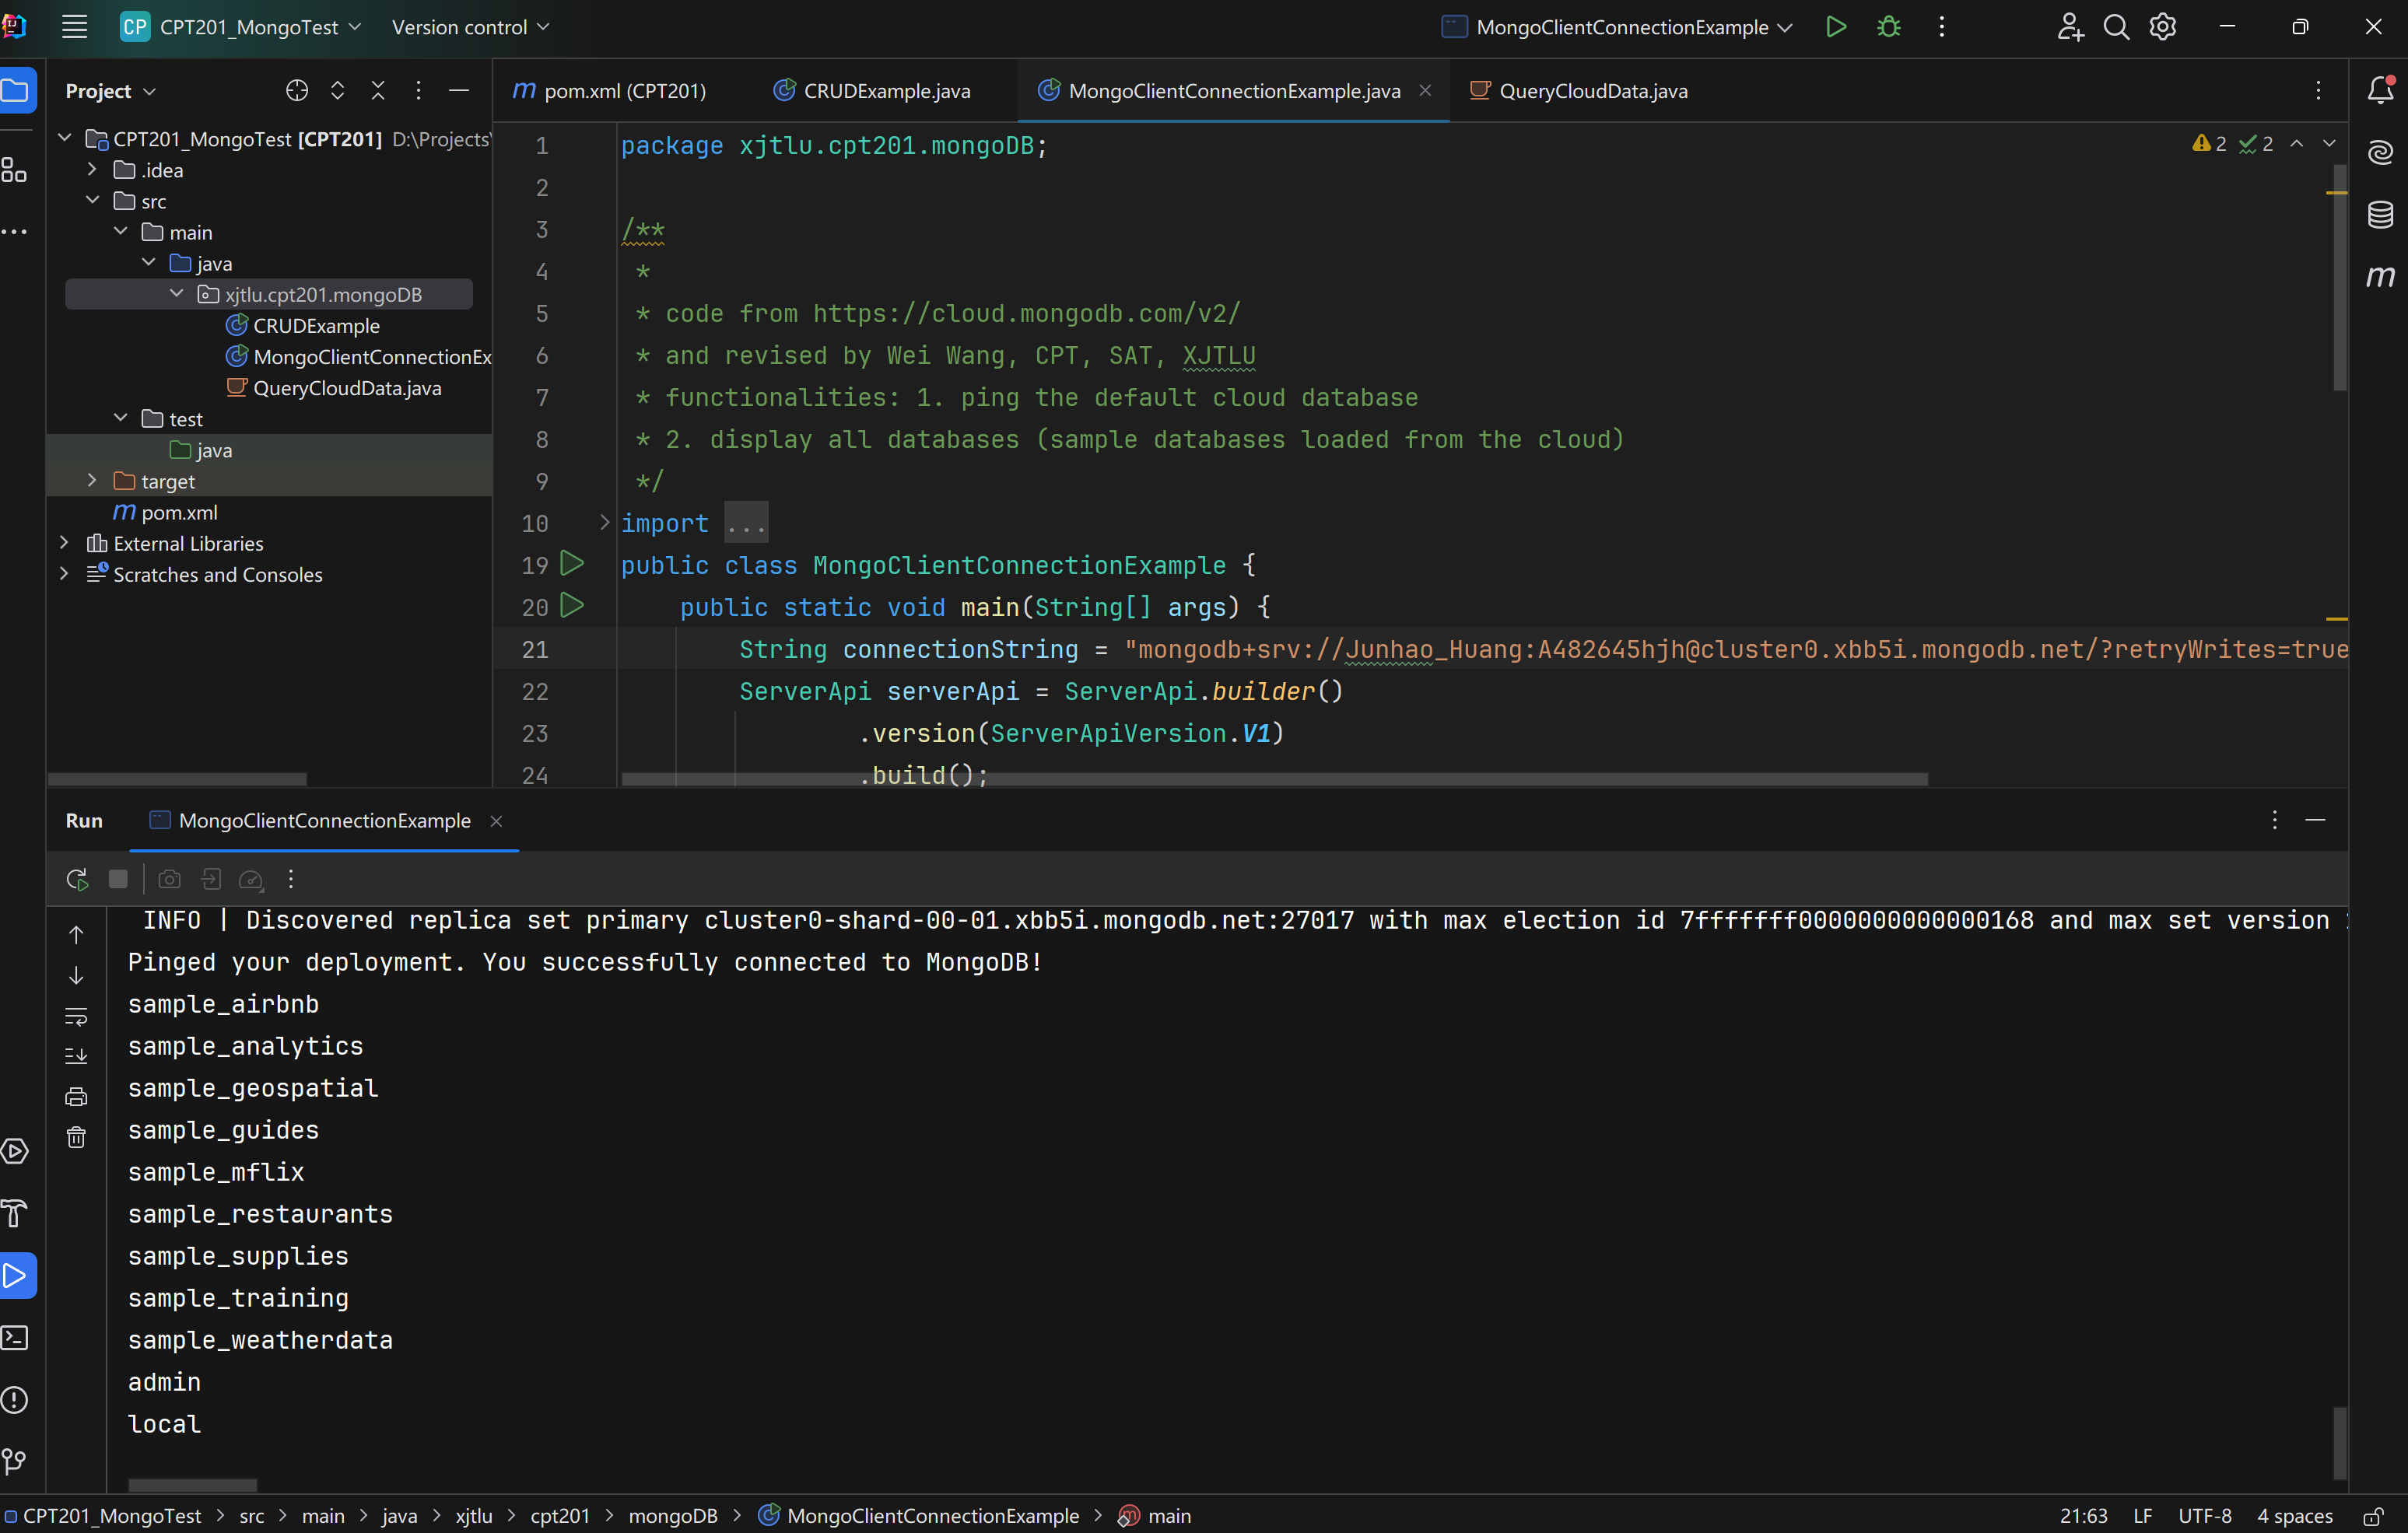 CP CPT201_MongoTest Version control MongoClientConnectionExample
Project
pom.xml (CPT201) CRUDExample.java MongoClientConnectionExample.java QueryCloudData.java
CPT201_MongoTest [CPT201] D:\Projects\
.idea
src
main
java
xjtlu.cpt201.mongoDB
CRUDExample
MongoClientConnectionEx
QueryCloudData.java
test
java
target
pom.xml
External Libraries
Scratches and Consoles
2 2
1 package xjtlu.cpt201.mongoDB;
2
3 /**
4 *
5 * code from https://cloud.mongodb.com/v2/
6 * and revised by Wei Wang, CPT, SAT, XJTLU
7 * functionalities: 1. ping the default cloud database
8 * 2. display all databases (sample databases loaded from the cloud)
9 */
10 import ...
19 public class MongoClientConnectionExample {
20 public static void main(String[] args) {
21 String connectionString = "mongodb+srv://Junhao_Huang:A482645hjh@cluster0.xbb5i.mongodb.net/?retryWrites=true
22 ServerApi serverApi = ServerApi.builder()
23 .version(ServerApiVersion.V1)
24 .build();
Run MongoClientConnectionExample
INFO | Discovered replica set primary cluster0-shard-00-01.xbb5i.mongodb.net:27017 with max election id 7fffffff0000000000000168 and max set version
Pinged your deployment. You successfully connected to MongoDB!
sample_airbnb
sample_analytics
sample_geospatial
sample_guides
sample_mflix
sample_restaurants
sample_supplies
sample_training
sample_weatherdata
admin
local
CPT201_MongoTest > src > main > java > xjtlu > cpt201 > mongoDB > MongoClientConnectionExample > main 21:63 LF UTF-8 4 spaces